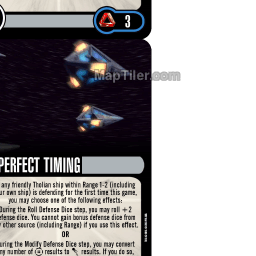 3
MapTiler.com
PERFECT TIMING
any friendly Tholian ship within Range 1-2 (including
ur own ship) is defending for the first time this game,
you may choose one of the following effects:
During the Roll Defense Dice step, you may roll +2
efense dice. You cannot gain bonus defense dice from
y other source (including Range) if you use this effect.
OR
uring the Modify Defense Dice step, you may convert
ny number of results to results. If you do so,